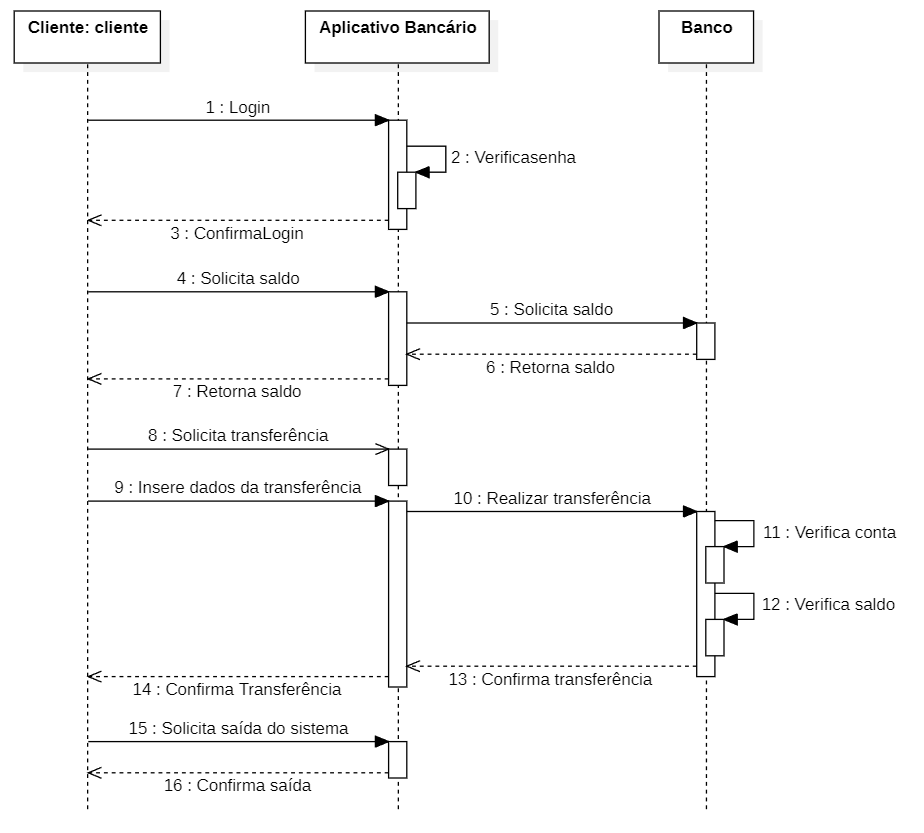 Cliente: cliente
Aplicativo Bancário
Banco
1 : Login
2 : Verificasenha
3 : ConfirmaLogin
4 : Solicita saldo
5 : Solicita saldo
6 : Retorna saldo
7 : Retorna saldo
8 : Solicita transferência
9 : Insere dados da transferência
10 : Realizar transferência
11 : Verifica conta
12 : Verifica saldo
13 : Confirma transferência
14 : Confirma Transferência
15 : Solicita saída do sistema
16 : Confirma saída